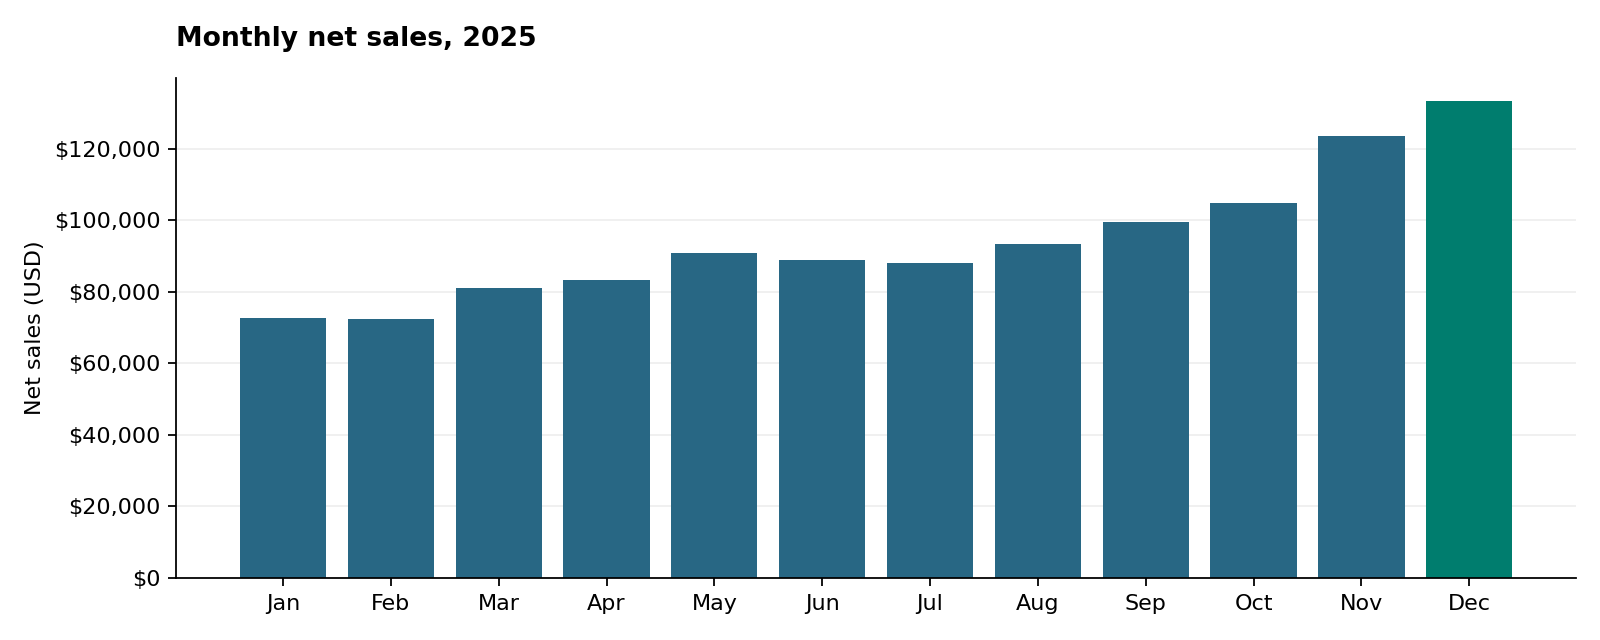 Monthly net sales, 2025
Net sales (USD)
$120,000
$100,000
$80,000
$60,000
$40,000
$20,000
$0
Jan Feb Mar Apr May Jun Jul Aug Sep Oct Nov Dec